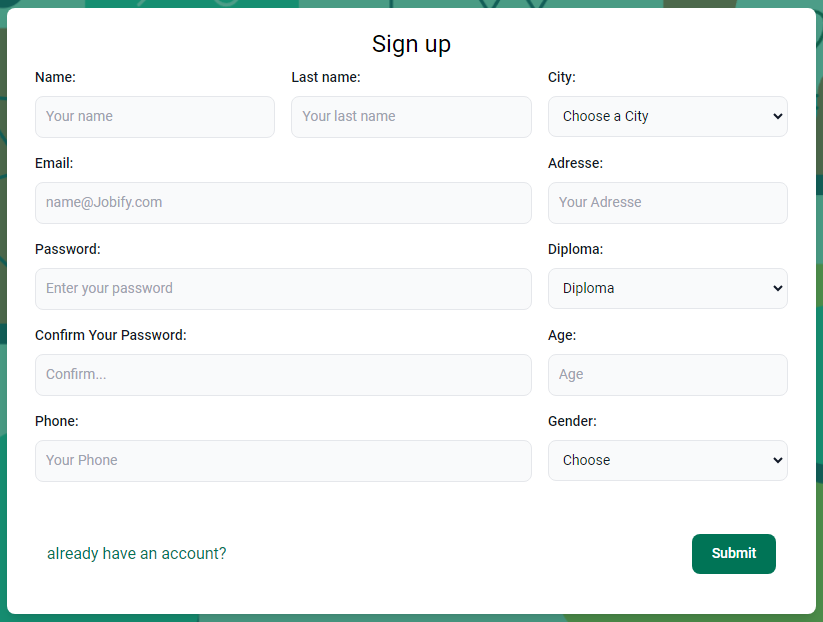 Sign up
Name: Last name: City:
Your name Your last name Choose a City
Email: Adresse:
name@Jobify.com Your Adresse
Password: Diploma:
Enter your password Diploma
Confirm Your Password: Age:
Confirm... Age
Phone: Gender:
Your Phone Choose
already have an account? Submit